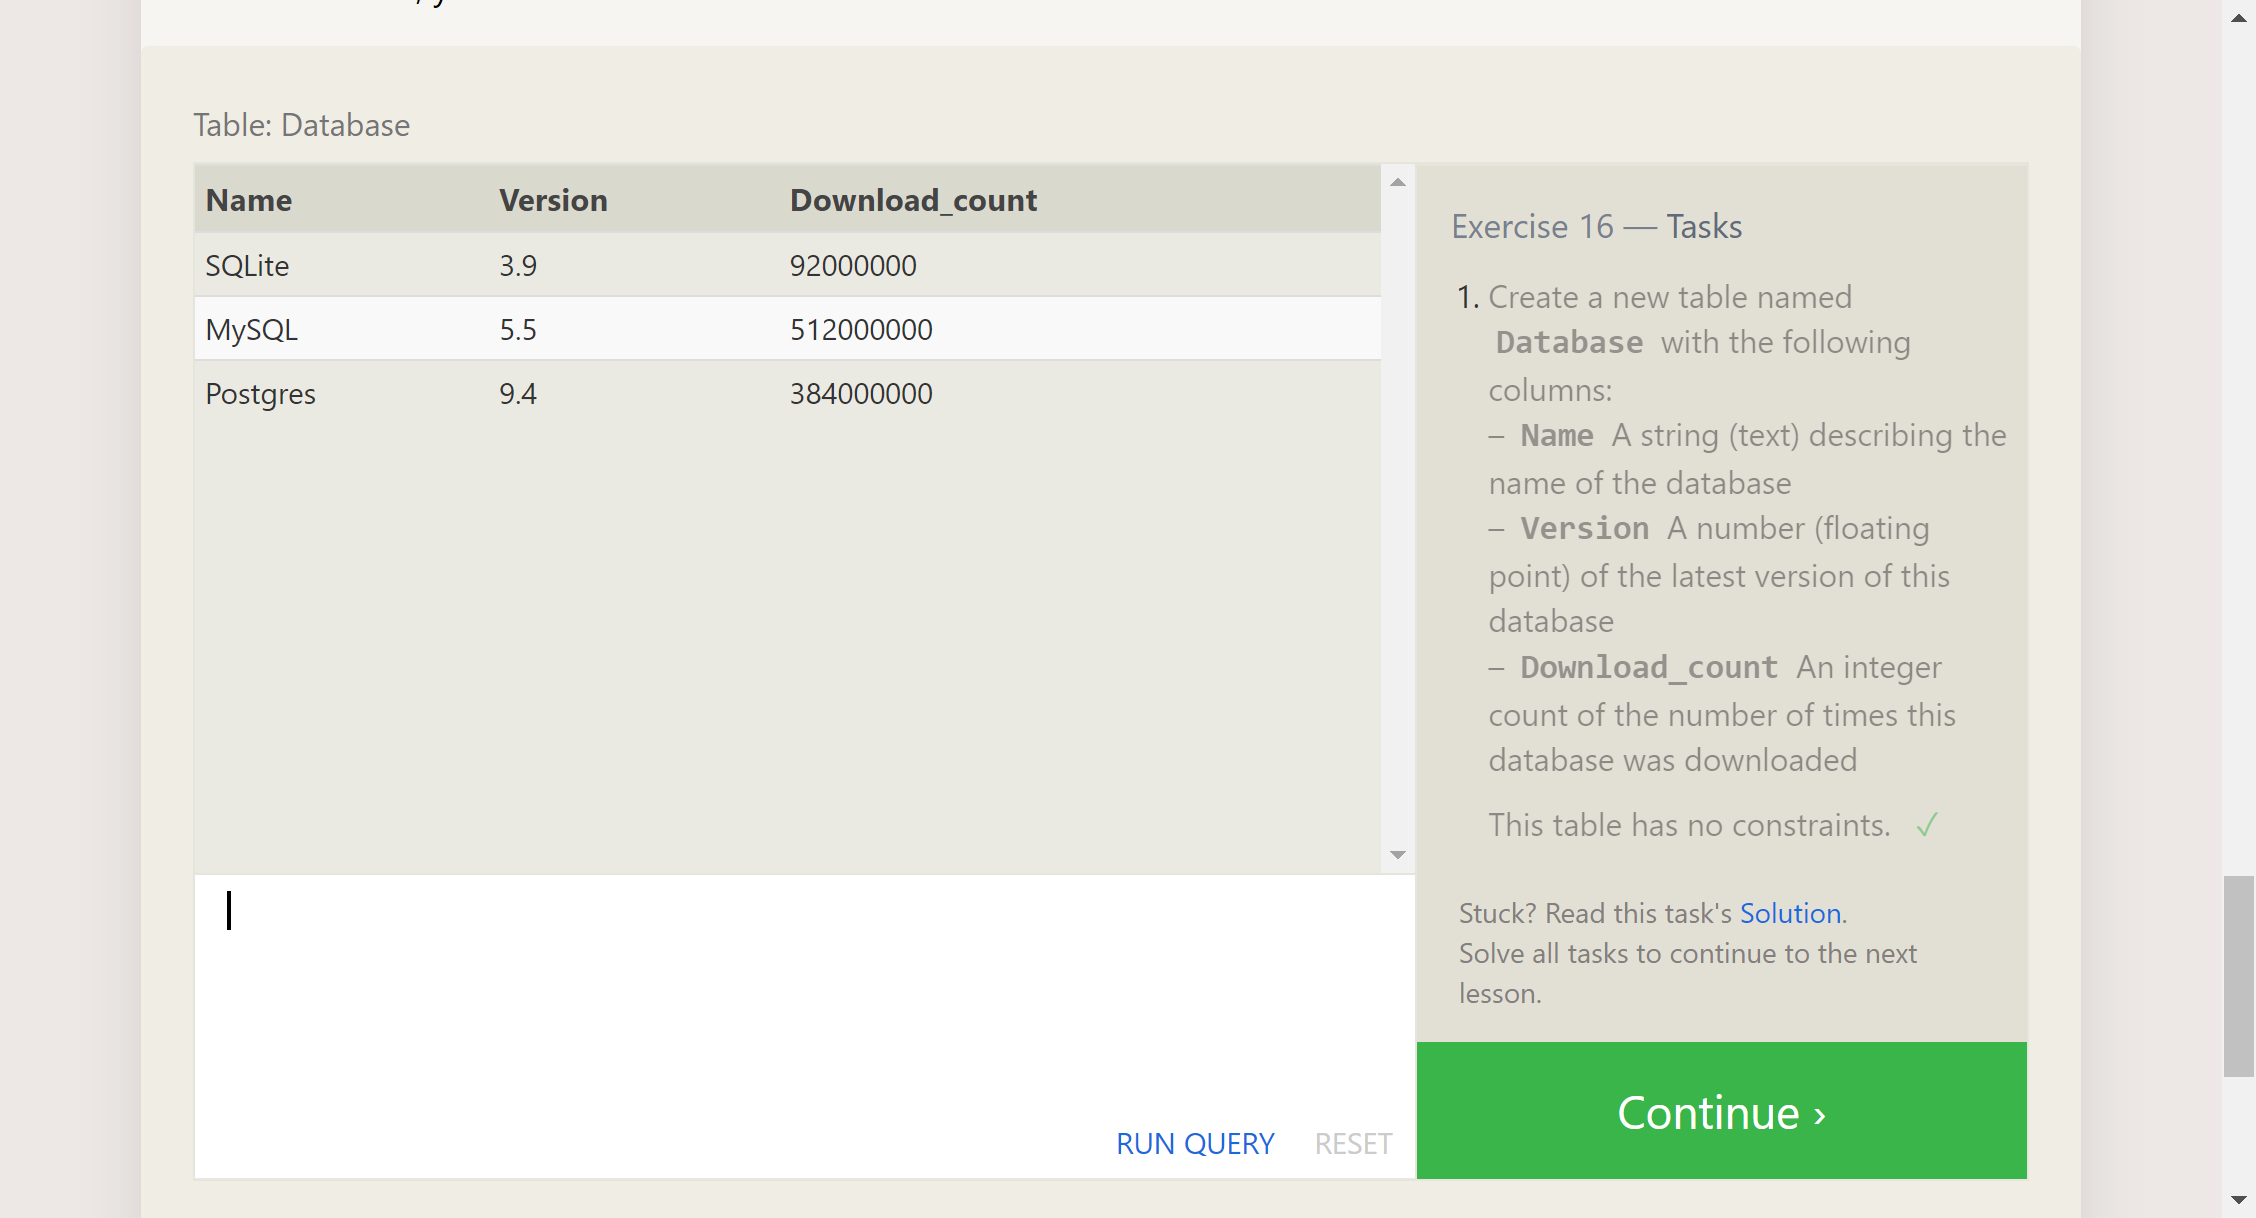 Table: Database
Name Version Download_count
SQLite 3.9 92000000
MySQL 5.5 512000000
Postgres 9.4 384000000
RUN QUERY RESET
Exercise 16 — Tasks
1. Create a new table named
Database with the following
columns:
– Name A string (text) describing the
name of the database
– Version A number (floating
point) of the latest version of this
database
– Download_count An integer
count of the number of times this
database was downloaded
This table has no constraints. ✓
Stuck? Read this task's Solution.
Solve all tasks to continue to the next
lesson.
Continue ›